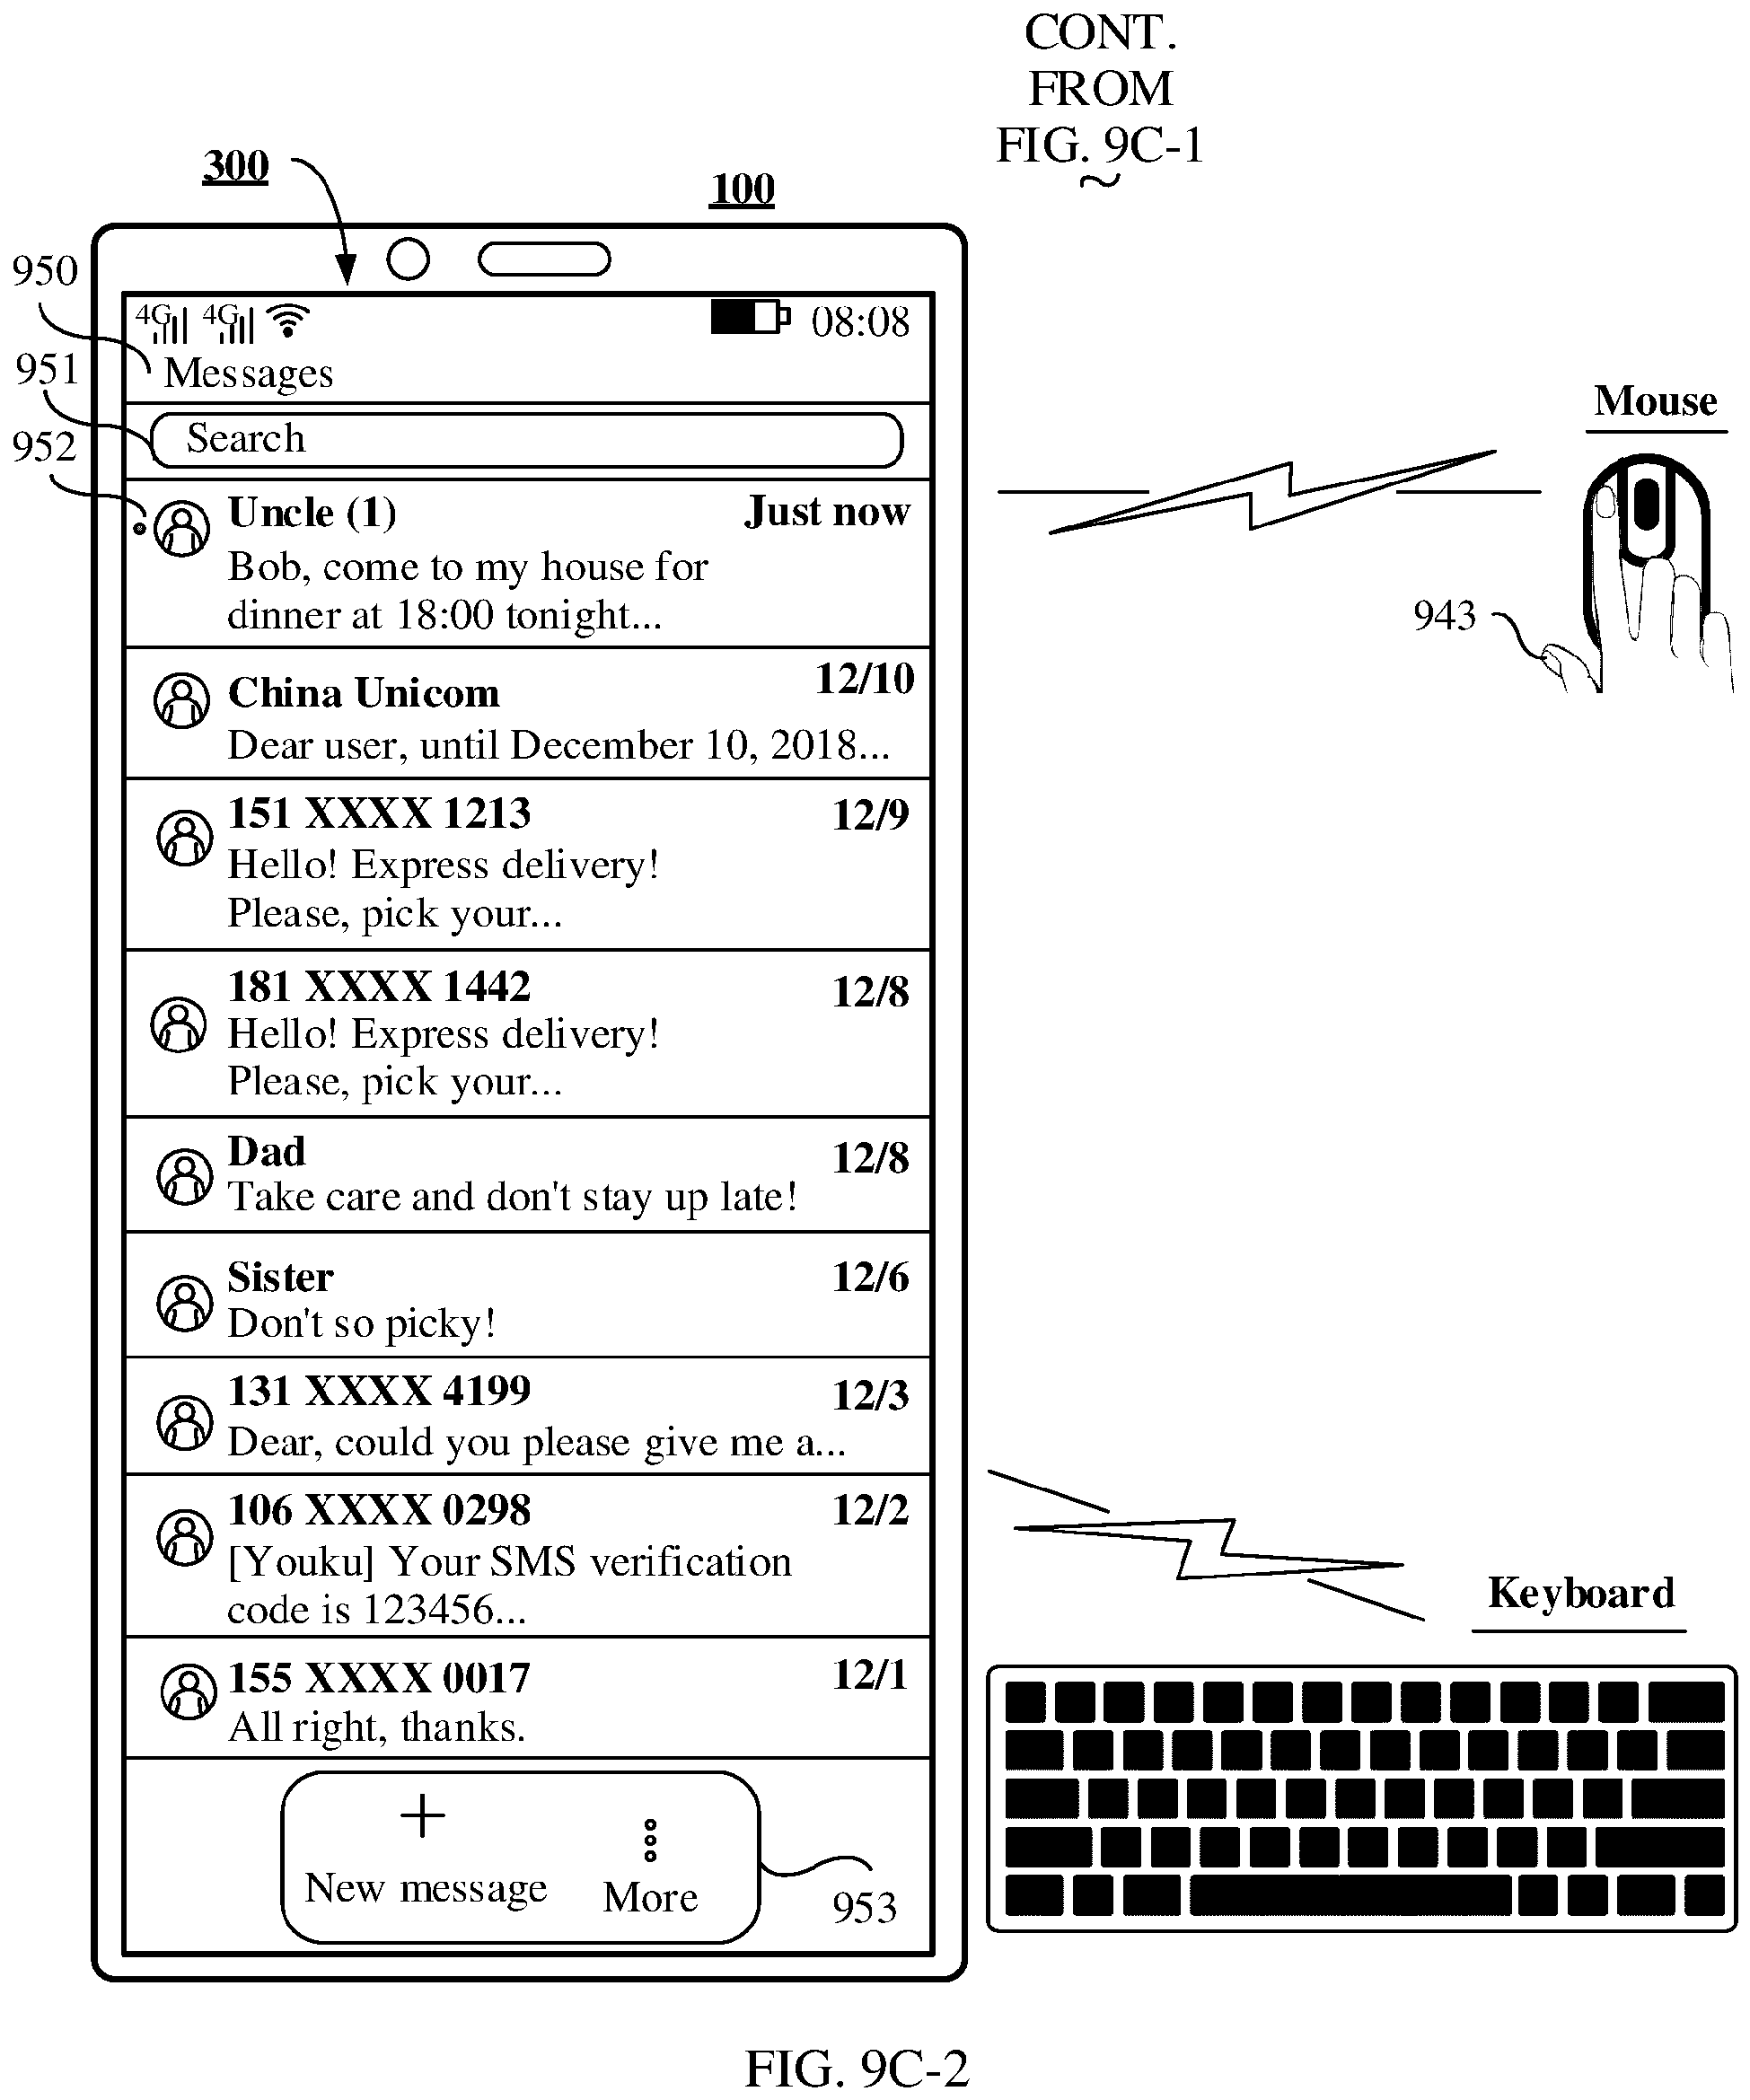 CONT.
FROM
FIG. 9C-1
300
100
950
4G 4G 08:08
951
Messages
Mouse
952
Search
Uncle (1) Just now
Bob, come to my house for
dinner at 18:00 tonight...
943
China Unicom 12/10
Dear user, until December 10, 2018...
151 XXXX 1213 12/9
Hello! Express delivery!
Please, pick your...
181 XXXX 1442 12/8
Hello! Express delivery!
Please, pick your...
Dad 12/8
Take care and don't stay up late!
Sister 12/6
Don't so picky!
131 XXXX 4199 12/3
Dear, could you please give me a...
106 XXXX 0298 12/2
[Youku] Your SMS verification
code is 123456...
Keyboard
155 XXXX 0017 12/1
All right, thanks.
New message More
953
FIG. 9C-2